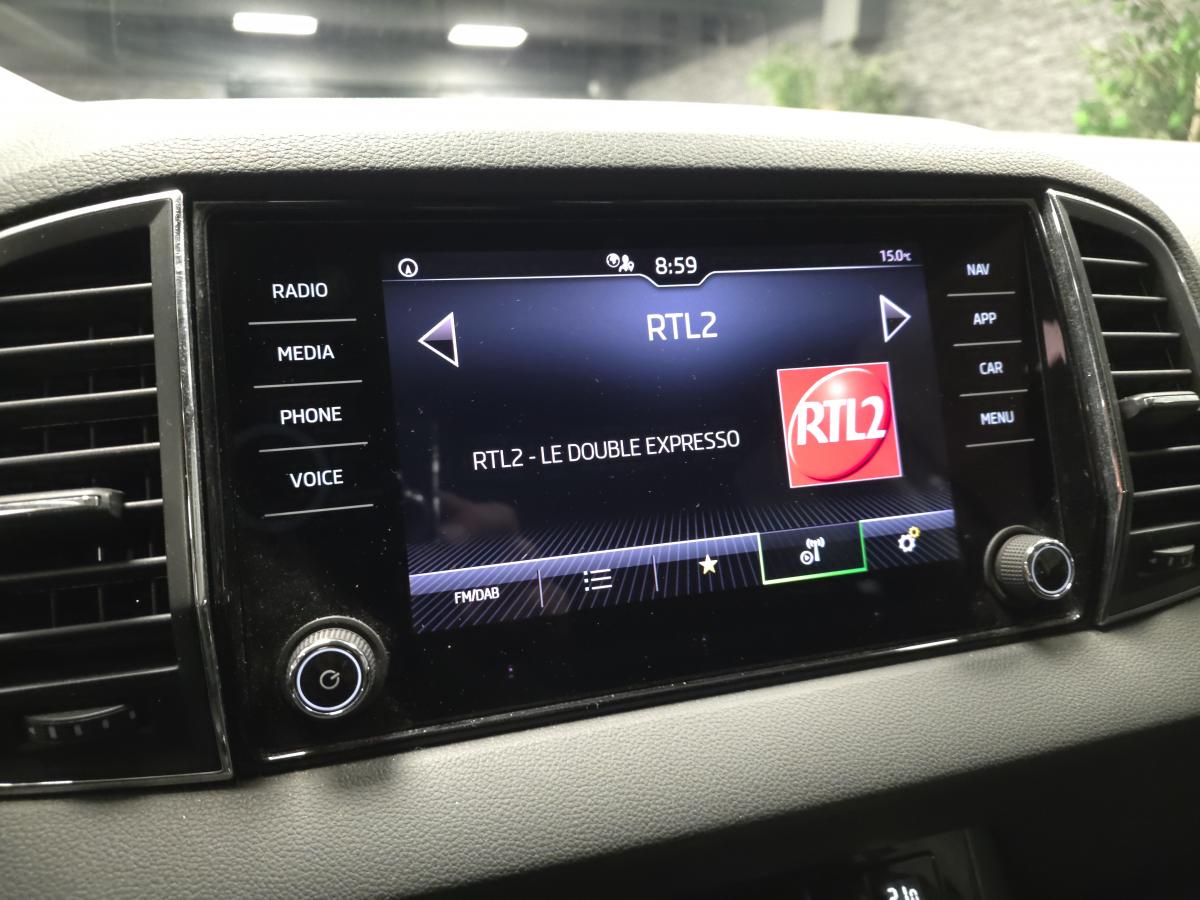 8:59
15.0°C
RADIO
MEDIA
PHONE
VOICE
RTL2
RTL2 - LE DOUBLE EXPRESSO
RTL2
FM/DAB
NAV
APP
CAR
MENU